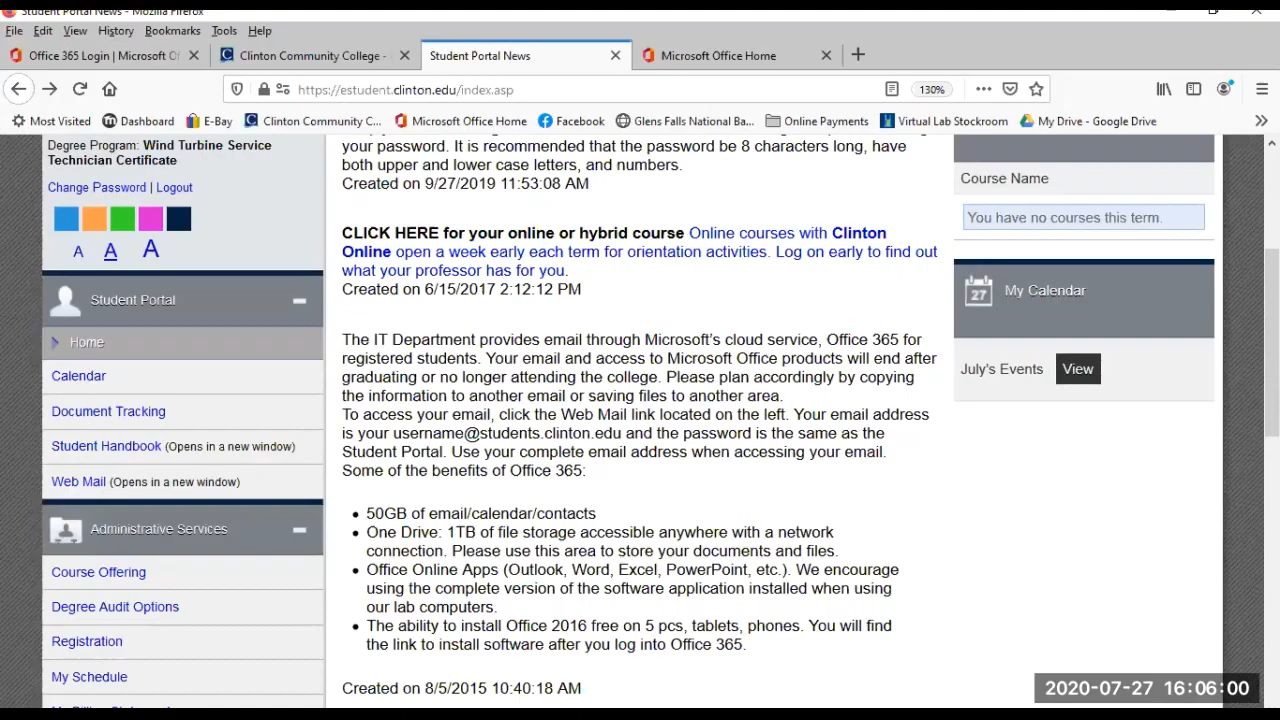 Student Portal News - Mozilla Firefox
File Edit View History Bookmarks Tools Help
Office 365 Login | Microsoft Of
Clinton Community College -
Student Portal News
Microsoft Office Home
https://estudent.clinton.edu/index.asp
130%
Most Visited Dashboard E-Bay Clinton Community C... Microsoft Office Home Facebook Glens Falls National Ba... Online Payments Virtual Lab Stockroom My Drive - Google Drive
Degree Program: Wind Turbine Service
Technician Certificate
Change Password | Logout
A A A
Student Portal
Home
Calendar
Document Tracking
Student Handbook (Opens in a new window)
Web Mail (Opens in a new window)
Administrative Services
Course Offering
Degree Audit Options
Registration
My Schedule
your password. It is recommended that the password be 8 characters long, have
both upper and lower case letters, and numbers.
Created on 9/27/2019 11:53:08 AM
CLICK HERE for your online or hybrid course Online courses with Clinton
Online open a week early each term for orientation activities. Log on early to find out
what your professor has for you.
Created on 6/15/2017 2:12:12 PM
The IT Department provides email through Microsoft's cloud service, Office 365 for
registered students. Your email and access to Microsoft Office products will end after
graduating or no longer attending the college. Please plan accordingly by copying
the information to another email or saving files to another area.
To access your email, click the Web Mail link located on the left. Your email address
is your username@students.clinton.edu and the password is the same as the
Student Portal. Use your complete email address when accessing your email.
Some of the benefits of Office 365:
• 50GB of email/calendar/contacts
• One Drive: 1TB of file storage accessible anywhere with a network
connection. Please use this area to store your documents and files.
• Office Online Apps (Outlook, Word, Excel, PowerPoint, etc.). We encourage
using the complete version of the software application installed when using
our lab computers.
• The ability to install Office 2016 free on 5 pcs, tablets, phones. You will find
the link to install software after you log into Office 365.
Created on 8/5/2015 10:40:18 AM
Course Name
You have no courses this term.
27 My Calendar
July's Events View
2020-07-27 16:06:00